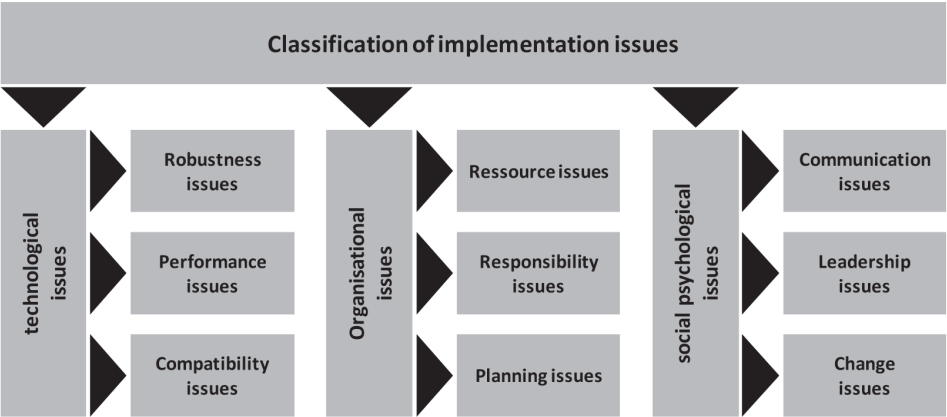 Classification of implementation issues
technological
issues
Robustness
issues
Performance
issues
Compatibility
issues
Organisational
issues
Ressource issues
Responsibility
issues
Planning issues
social psychological
issues
Communication
issues
Leadership
issues
Change
issues